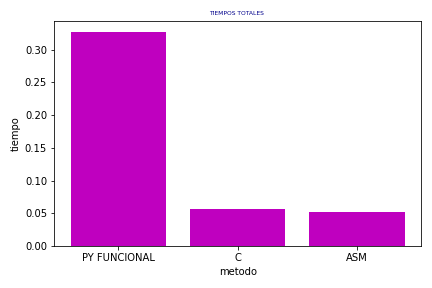 TIEMPOS TOTALES
0.30
0.25
0.20
0.15
0.10
0.05
0.00
tiempo
PY FUNCIONAL
C
ASM
metodo